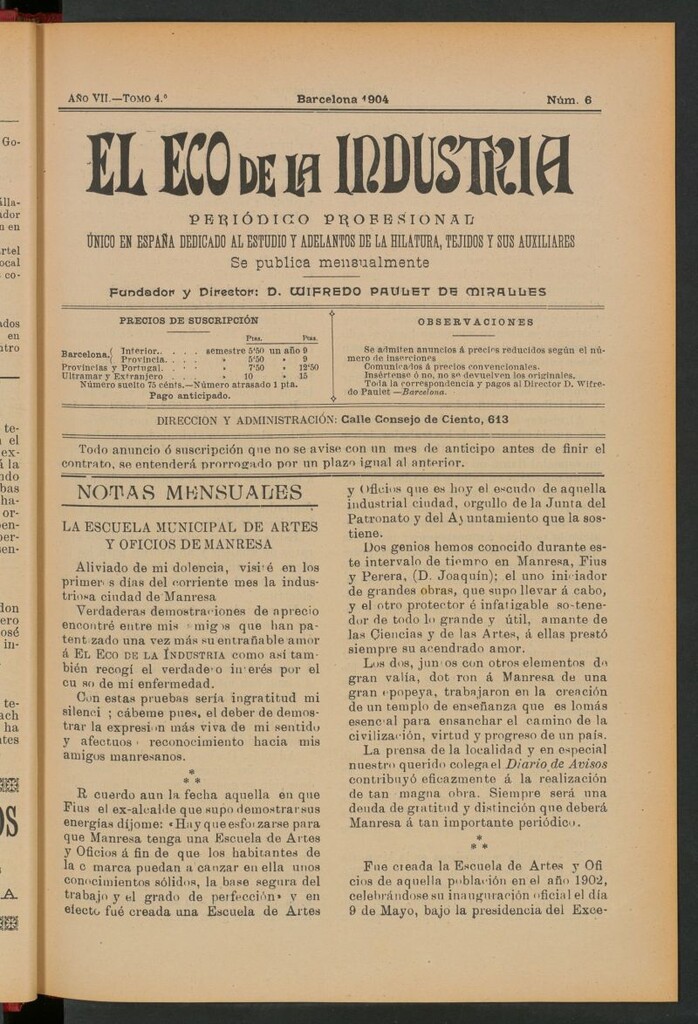 AÑO VII.—TOMO 4.º Barcelona 1904 Núm. 6
EL ECO DE LA INDUSTRIA
PERIÓDICO PROFESIONAL
ÚNICO EN ESPAÑA DEDICADO AL ESTUDIO Y ADELANTOS DE LA HILATURA, TEJIDOS Y SUS AUXILIARES
Se publica mensualmente
Fundador y Director: D. WIFREDO PAULET DE MIRALLES
PRECIOS DE SUSCRIPCIÓN
Ptas. Ptas.
Barcelona. Interior. . . . . semestre 5'50 un año 9
Provincia. . . . . » 5'50 » 9
Provincias y Portugal. . . . » 7'50 » 12'50
Ultramar y Extranjero . . . » 10 » 15
Número suelto 75 cénts.—Número atrasado 1 pta.
Pago anticipado.
OBSERVACIONES
Se admiten anuncios á precios reducidos según el nú-
mero de inserciones
Comunicados á precios convencionales.
Insértense ó no, no se devuelven los originales.
Toda la correspondencia y pagos al Director D. Wifre-
do Paulet —Barcelona.
DIRECCION Y ADMINISTRACIÓN: Calle Consejo de Ciento, 613
Todo anuncio ó suscripción que no se avise con un mes de anticipo antes de finir el
contrato, se entenderá prorrogado por un plazo igual al anterior.
NOTAS MENSUALES
LA ESCUELA MUNICIPAL DE ARTES
Y OFICIOS DE MANRESA
Aliviado de mi dolencia, visité en los
primeros días del corriente mes la indus-
triosa ciudad de Manresa
Verdaderas demostraciones de aprecio
encontré entre mis amigos que han pa-
tentizado una vez más su entrañable amor
á EL ECO DE LA INDUSTRIA como así tam-
bién recogí el verdadero interés por el
cu so de mi enfermedad.
Con estas pruebas sería ingratitud mi
silenci ; cábeme pues, el deber de demos-
trar la expresión más viva de mi sentido
y afectuos reconocimiento hacia mis
amigos manresanos.
*
* *
R cuerdo aun la fecha aquella en que
Fius el ex-alcalde que supo demostrar sus
energías díjome: «Hay que esforzarse para
que Manresa tenga una Escuela de Artes
y Oficios á fin de que los habitantes de
la c marca puedan a canzar en ella unos
conocimientos sólidos, la base segura del
trabajo y el grado de perfección» y en
efecto fué creada una Escuela de Artes
y Oficios que es hoy el escudo de aquella
industrial ciudad, orgullo de la Junta del
Patronato y del Ayuntamiento que la sos-
tiene.
Dos genios hemos conocido durante es-
te intervalo de tiempo en Manresa, Fius
y Perera, (D. Joaquín); el uno iniciador
de grandes obras, que supo llevar á cabo,
y el otro protector é infatigable sostene-
dor de todo lo grande y útil, amante de
las Ciencias y de las Artes, á ellas prestó
siempre su acendrado amor.
Los dos, juntos con otros elementos de
gran valía, dot ron á Manresa de una
gran epopeya, trabajaron en la creación
de un templo de enseñanza que es lo más
esencial para ensanchar el camino de la
civilización, virtud y progreso de un país.
La prensa de la localidad y en especial
nuestro querido colega el Diario de Avisos
contribuyó eficazmente á la realización
de tan magna obra. Siempre será una
deuda de gratitud y distinción que deberá
Manresa á tan importante periódico.
*
* *
Fue creada la Escuela de Artes y Ofi
cios de aquella población en el año 1902,
celebrándose su inauguración oficial el día
9 de Mayo, bajo la presidencia del Exce-